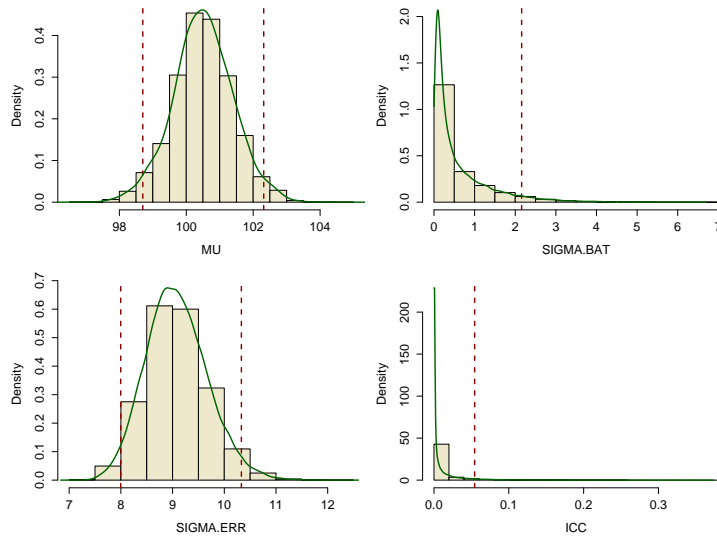 Density
0.0 0.1 0.2 0.3 0.4
98 100 102 104
MU
Density
0.0 0.5 1.0 1.5 2.0
0 1 2 3 4 5 6 7
SIGMA.BAT
Density
0.0 0.1 0.2 0.3 0.4 0.5 0.6 0.7
7 8 9 10 11 12
SIGMA.ERR
Density
0 50 100 150 200
0.0 0.1 0.2 0.3
ICC